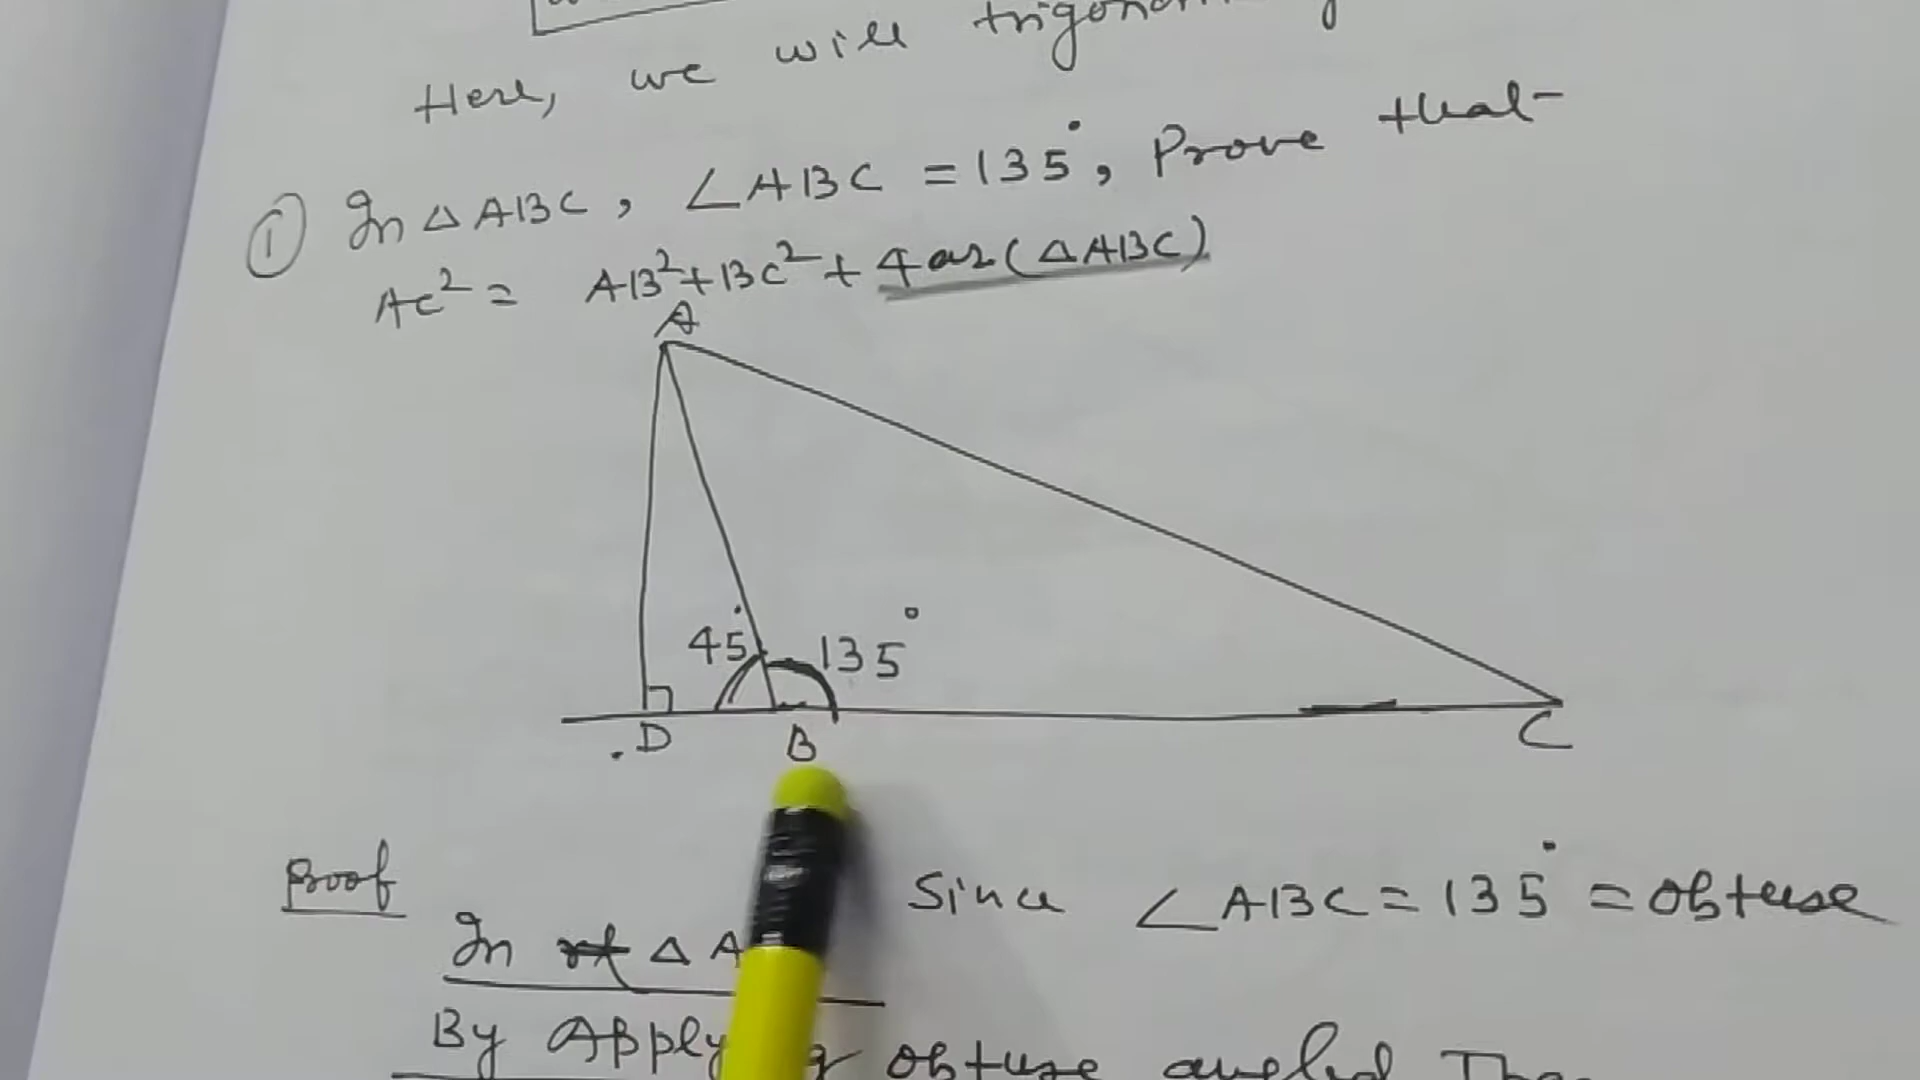 Here, we will
① In △ABC, ∠ABC = 135°, Prove that
AC² = AB² + BC² + 4 ar(△ABC)
A
45° 135°
D B C
Proof Since ∠ABC = 135° = obtuse
In △ A
By Apply obtuse angled